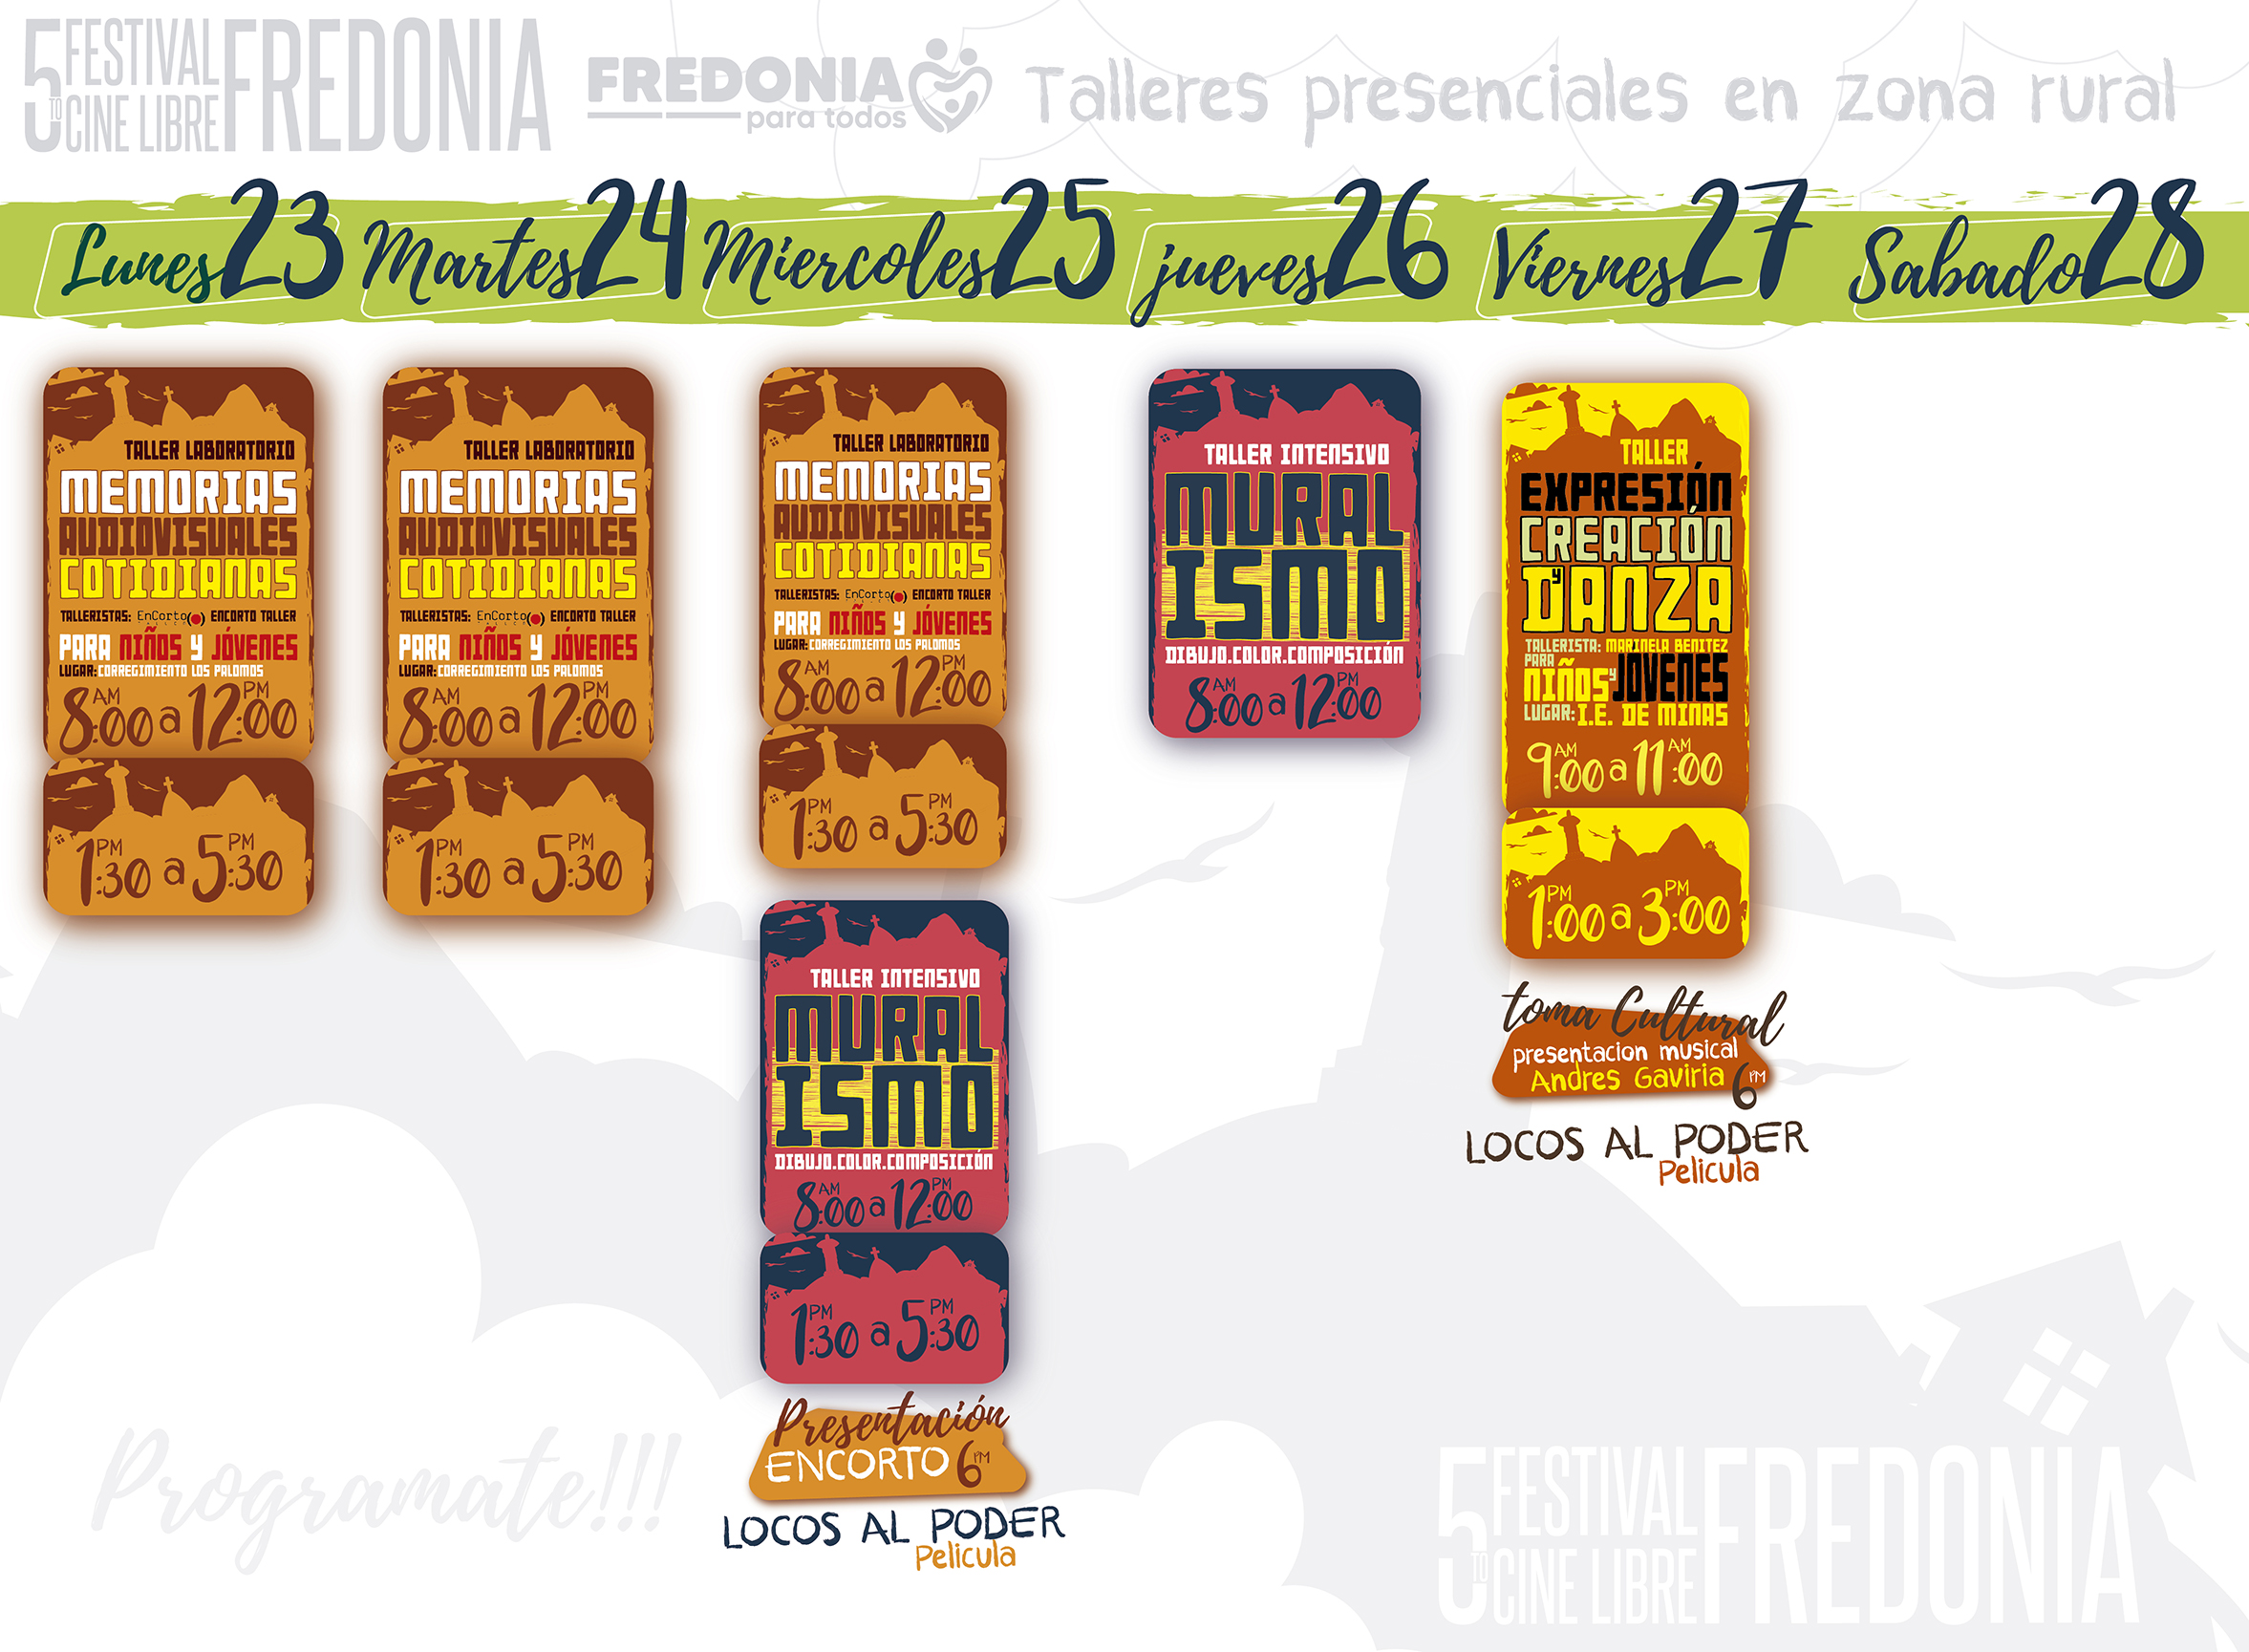 5TO FESTIVAL CINE LIBRE FREDONIA
FREDONIA
para todos
Talleres presenciales en zona rural
Lunes 23
Martes 24
Miercoles 25
jueves 26
Viernes 27
Sabado 28
TALLER LABORATORIO
MEMORIAS
AUDIOVISUALES
COTIDIANAS
TALLERISTAS: EnCorto ENCORTO TALLER
PARA NIÑOS Y JÓVENES
LUGAR: CORREGIMIENTO LOS PALOMOS
8:00 AM a 12:00 PM
1:30 PM a 5:30 PM
TALLER LABORATORIO
MEMORIAS
AUDIOVISUALES
COTIDIANAS
TALLERISTAS: EnCorto ENCORTO TALLER
PARA NIÑOS Y JÓVENES
LUGAR: CORREGIMIENTO LOS PALOMOS
8:00 AM a 12:00 PM
1:30 PM a 5:30 PM
TALLER LABORATORIO
MEMORIAS
AUDIOVISUALES
COTIDIANAS
TALLERISTAS: EnCorto ENCORTO TALLER
PARA NIÑOS Y JÓVENES
LUGAR: CORREGIMIENTO LOS PALOMOS
8:00 AM a 12:00 PM
1:30 PM a 5:30 PM
TALLER INTENSIVO
MURAL
ISMO
DIBUJO.COLOR.COMPOSICIÓN
8:00 AM a 12:00 PM
1:30 PM a 5:30 PM
Presentación
ENCORTO 6 PM
LOCOS AL PODER
Pelicula
TALLER INTENSIVO
MURAL
ISMO
DIBUJO.COLOR.COMPOSICIÓN
8:00 AM a 12:00 PM
TALLER
EXPRESIÓN
CREACIÓN
Y DANZA
TALLERISTA: MARINELA BENITEZ
PARA
NIÑOS Y JOVENES
LUGAR: I.E. DE MINAS
9:00 AM a 11:00 AM
1:00 PM a 3:00 PM
toma Cultural
presentacion musical
Andres Gaviria 6 PM
LOCOS AL PODER
Pelicula
Programate!!!
5TO FESTIVAL CINE LIBRE FREDONIA